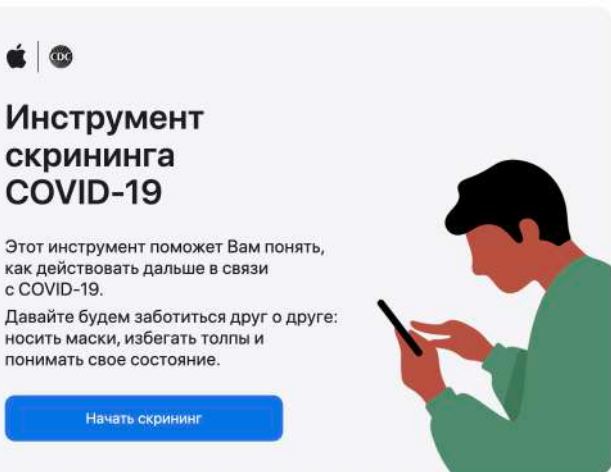 CDC
Инструмент
скрининга
COVID-19
Этот инструмент поможет Вам понять,
как действовать дальше в связи
с COVID-19.
Давайте будем заботиться друг о друге:
носить маски, избегать толпы и
понимать свое состояние.
Начать скрининг